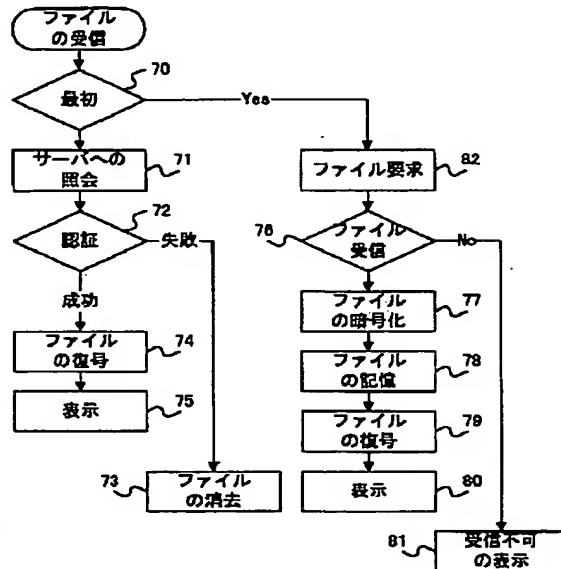 ファイル
の受信
70
最初
Yes
サーバへの
照会
71
ファイル要求
82
72
認証
失敗
76
ファイル
受信
No
成功
ファイル
の暗号化
77
ファイル
の復号
74
ファイル
の記憶
78
表示
75
ファイル
の復号
79
73
ファイル
の消去
表示
80
81
受信不可
の表示